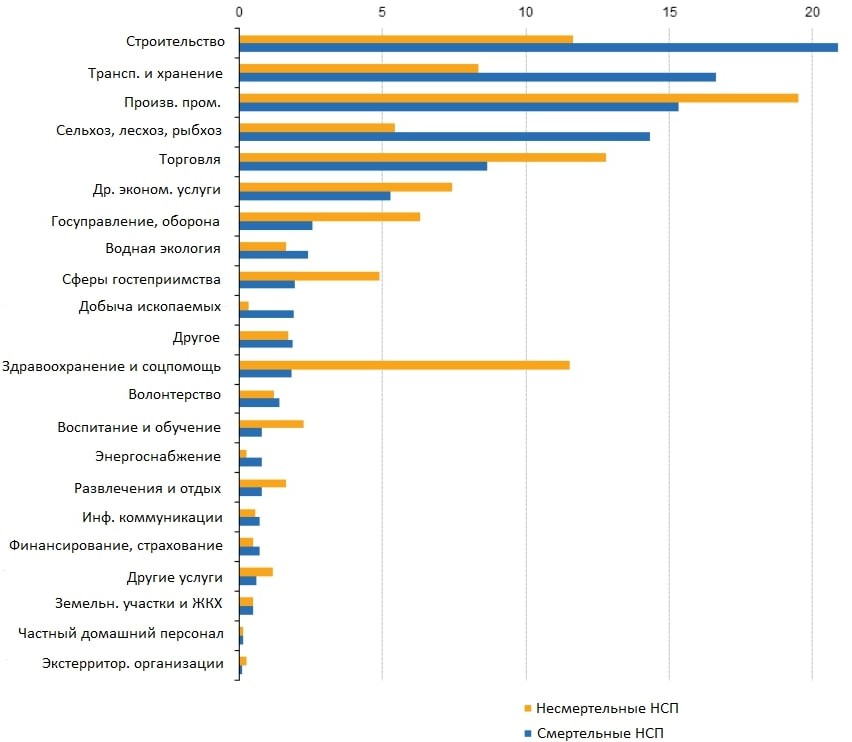 0 5 10 15 20
Строительство
Трансп. и хранение
Произв. пром.
Сельхоз, лесхоз, рыбхоз
Торговля
Др. эконом. услуги
Госуправление, оборона
Водная экология
Сферы гостеприимства
Добыча ископаемых
Другое
Здравоохранение и соцпомощь
Волонтерство
Воспитание и обучение
Энергоснабжение
Развлечения и отдых
Инф. коммуникации
Финансирование, страхование
Другие услуги
Земельн. участки и ЖКХ
Частный домашний персонал
Экстерритор. организации
Несмертельные НСП
Смертельные НСП